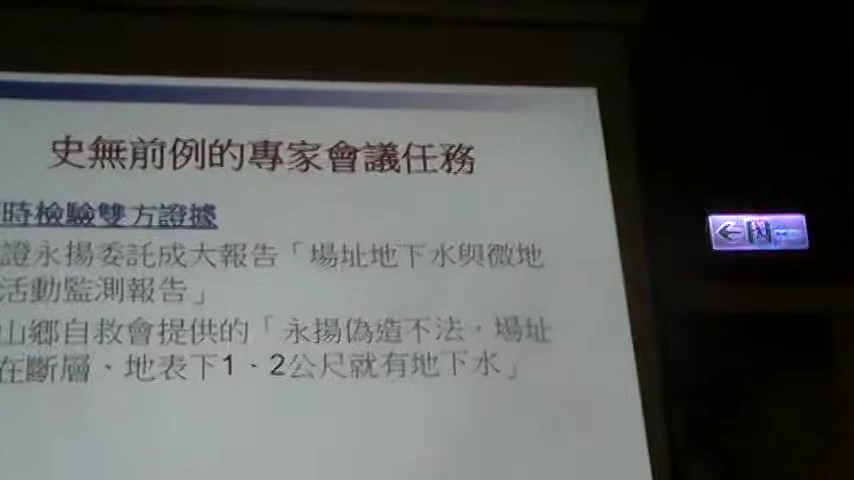 史無前例的專家會議任務
時檢驗雙方證據
證永揚委託成大報告「場址地下水與微地
活動監測報告」
山鄉自救會提供的「永揚偽造不法,場址
在斷層、地表下1、2公尺就有地下水」